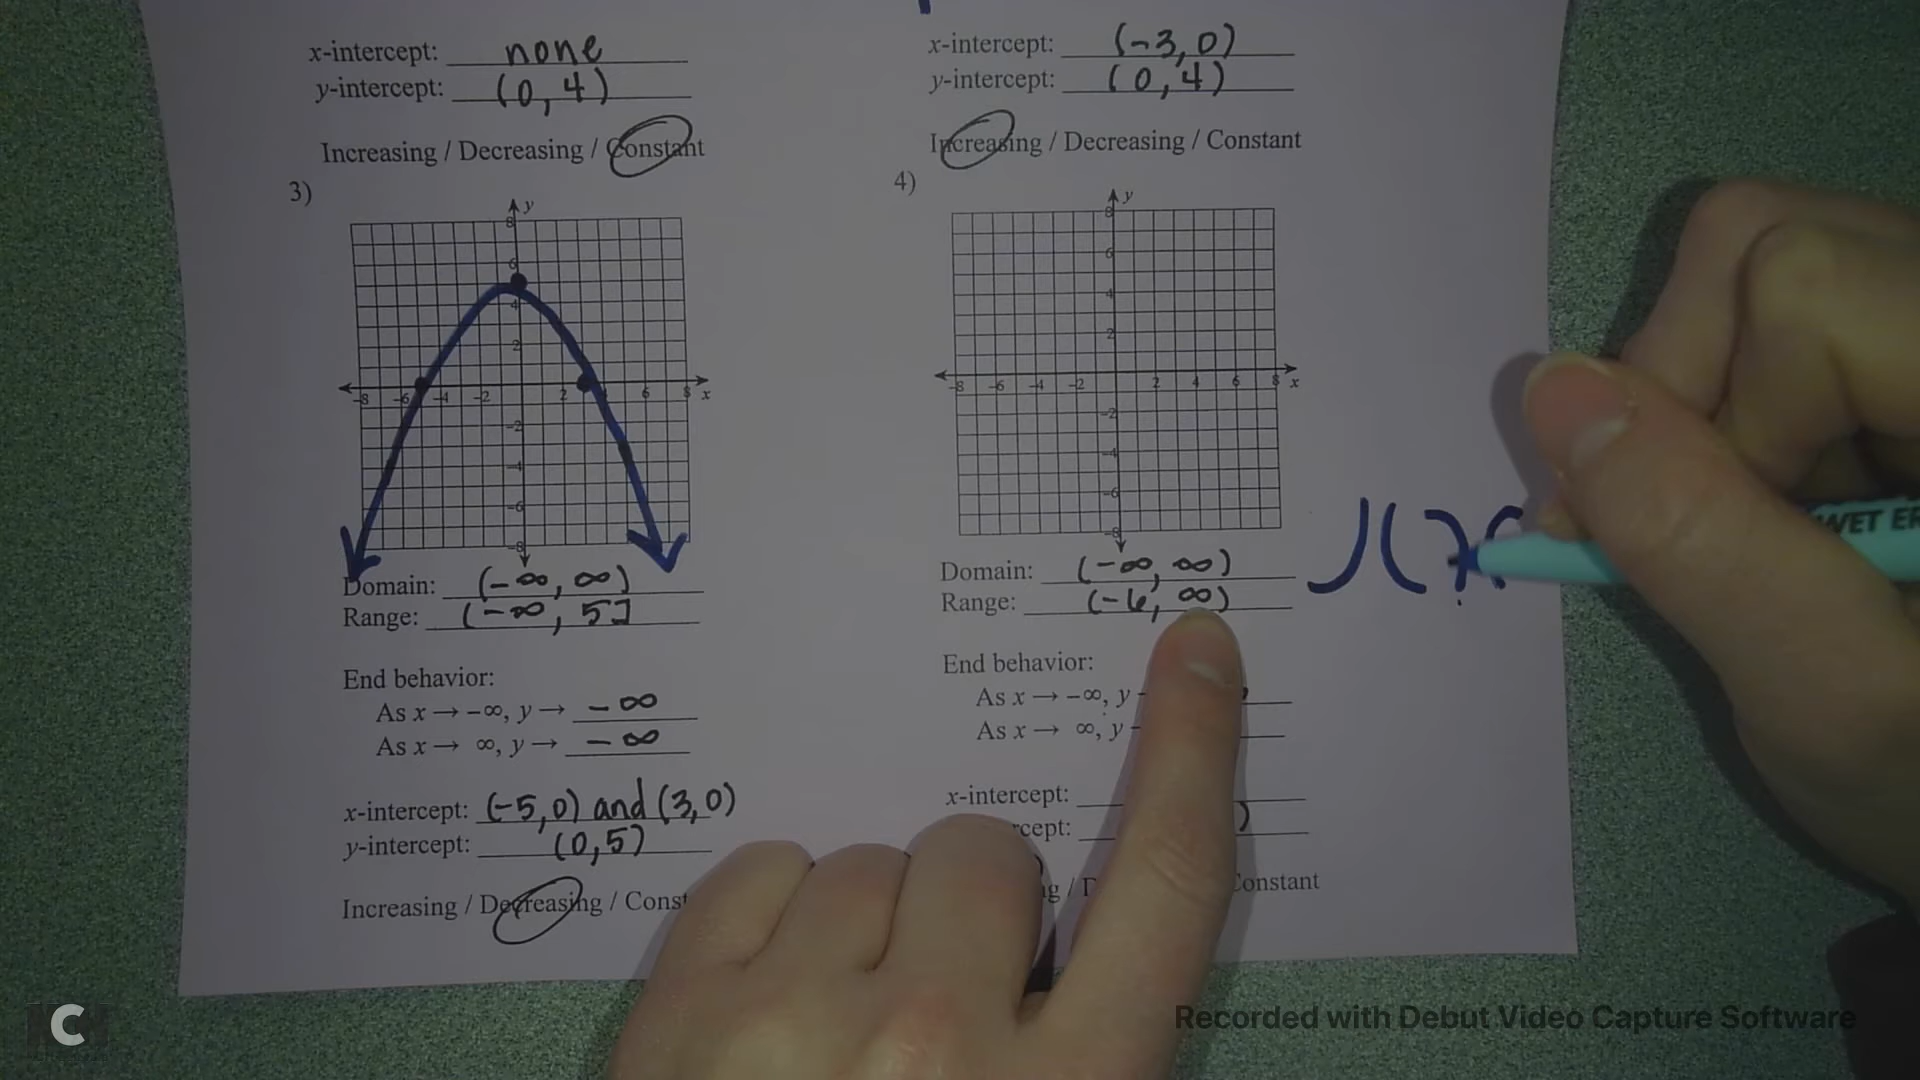 x-intercept: none
y-intercept: (0, 4)
Increasing / Decreasing / Constant
x-intercept: (-3, 0)
y-intercept: (0, 4)
Increasing / Decreasing / Constant
3)
y
8
6
4
2
-8 -6 -4 -2 2 6 8 x
-2
-4
-6
-8
Domain: (-∞, ∞)
Range: (-∞, 5]
End behavior:
As x → -∞, y → -∞
As x → ∞, y → -∞
x-intercept: (-5,0) and (3,0)
y-intercept: (0,5)
Increasing / Decreasing / Const
4)
y
8
6
4
2
-8 -6 -4 -2 2 4 6 8 x
-2
-4
-6
-8
Domain: (-∞, ∞)
Range: (-6, ∞)
End behavior:
As x → -∞, y
As x → ∞, y
x-intercept:
cept: )
g / D Constant
WET ER
Recorded with Debut Video Capture Software